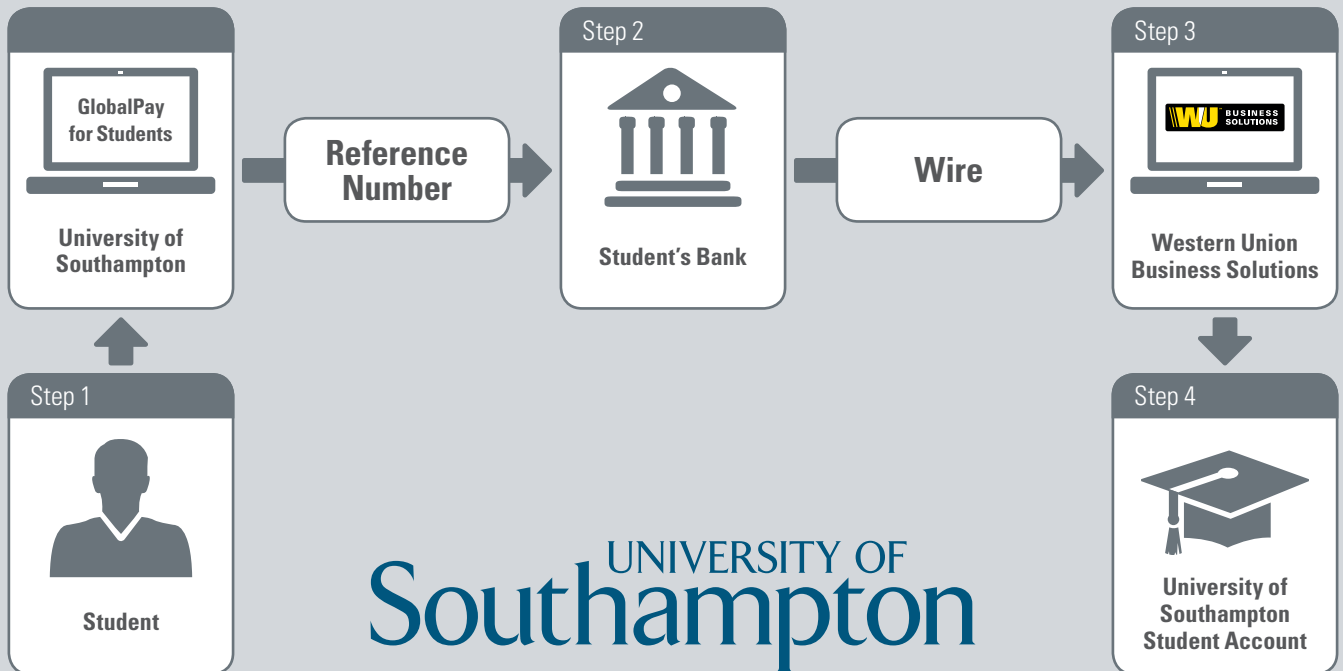 Step 1
Student
GlobalPay
for Students
University of
Southampton
Reference
Number
Step 2
Student's Bank
Wire
Step 3
WU BUSINESS
SOLUTIONS
Western Union
Business Solutions
Step 4
University of
Southampton
Student Account
UNIVERSITY OF
Southampton